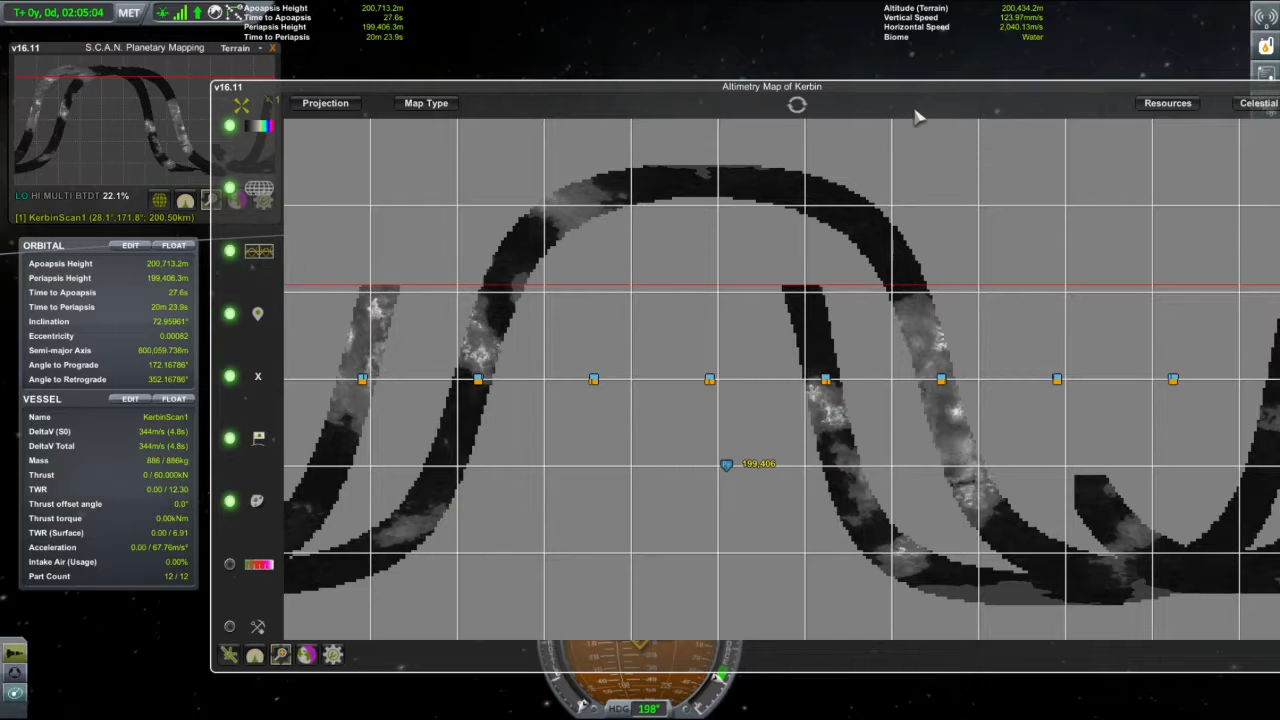 T+ 0y, 0d, 02:05:04 MET
Apoapsis Height 200,713.2m
Time to Apoapsis 27.6s
Periapsis Height 199,406.3m
Time to Periapsis 20m 23.9s
Altitude (Terrain) 200,434.2m
Vertical Speed 123.97mm/s
Horizontal Speed 2,040.13m/s
Biome Water
v16.11 S.C.A.N. Planetary Mapping Terrain - X
LO HI MULTI BTDT 22.1%
[1] KerbinScan1 (28.1°,171.8°; 200.50km)
v16.11 Altimetry Map of Kerbin
Projection Map Type Resources Celestial
X
199,406
ORBITAL EDIT FLOAT
Apoapsis Height 200,713.2m
Periapsis Height 199,406.3m
Time to Apoapsis 27.6s
Time to Periapsis 20m 23.9s
Inclination 72.95961°
Eccentricity 0.00082
Semi-major Axis 800,059.738m
Angle to Prograde 172.16786°
Angle to Retrograde 352.16786°
VESSEL EDIT FLOAT
Name KerbinScan1
DeltaV (S0) 344m/s (4.8s)
DeltaV Total 344m/s (4.8s)
Mass 886 / 886kg
Thrust 0 / 60.000kN
TWR 0.00 / 12.30
Thrust offset angle 0.0°
Thrust torque 0.00kNm
TWR (Surface) 0.00 / 6.91
Acceleration 0.00 / 67.76m/s²
Intake Air (Usage) 0.00%
Part Count 12 / 12
HDG 198°